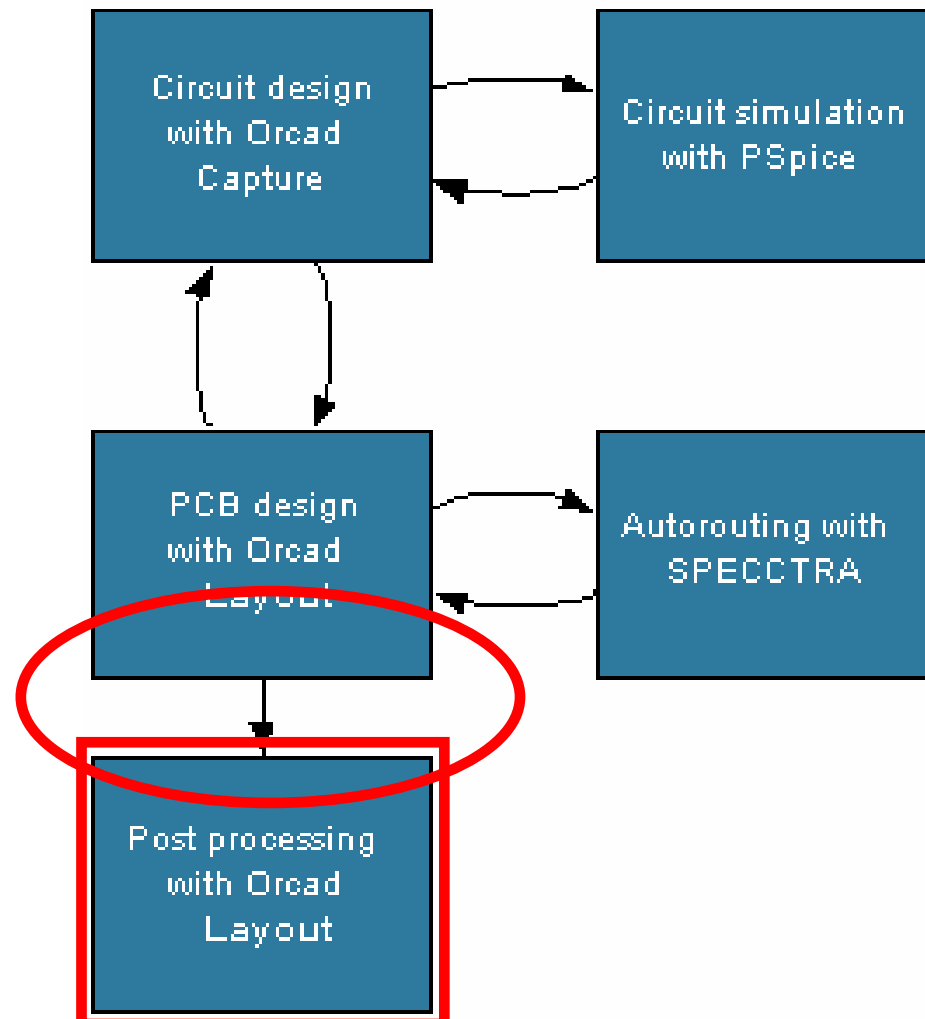 Circuit design
with Orcad
Capture
Circuit simulation
with PSpice
PCB design
with Orcad
Layout
Autorouting with
SPECCTRA
Post processing
with Orcad
Layout